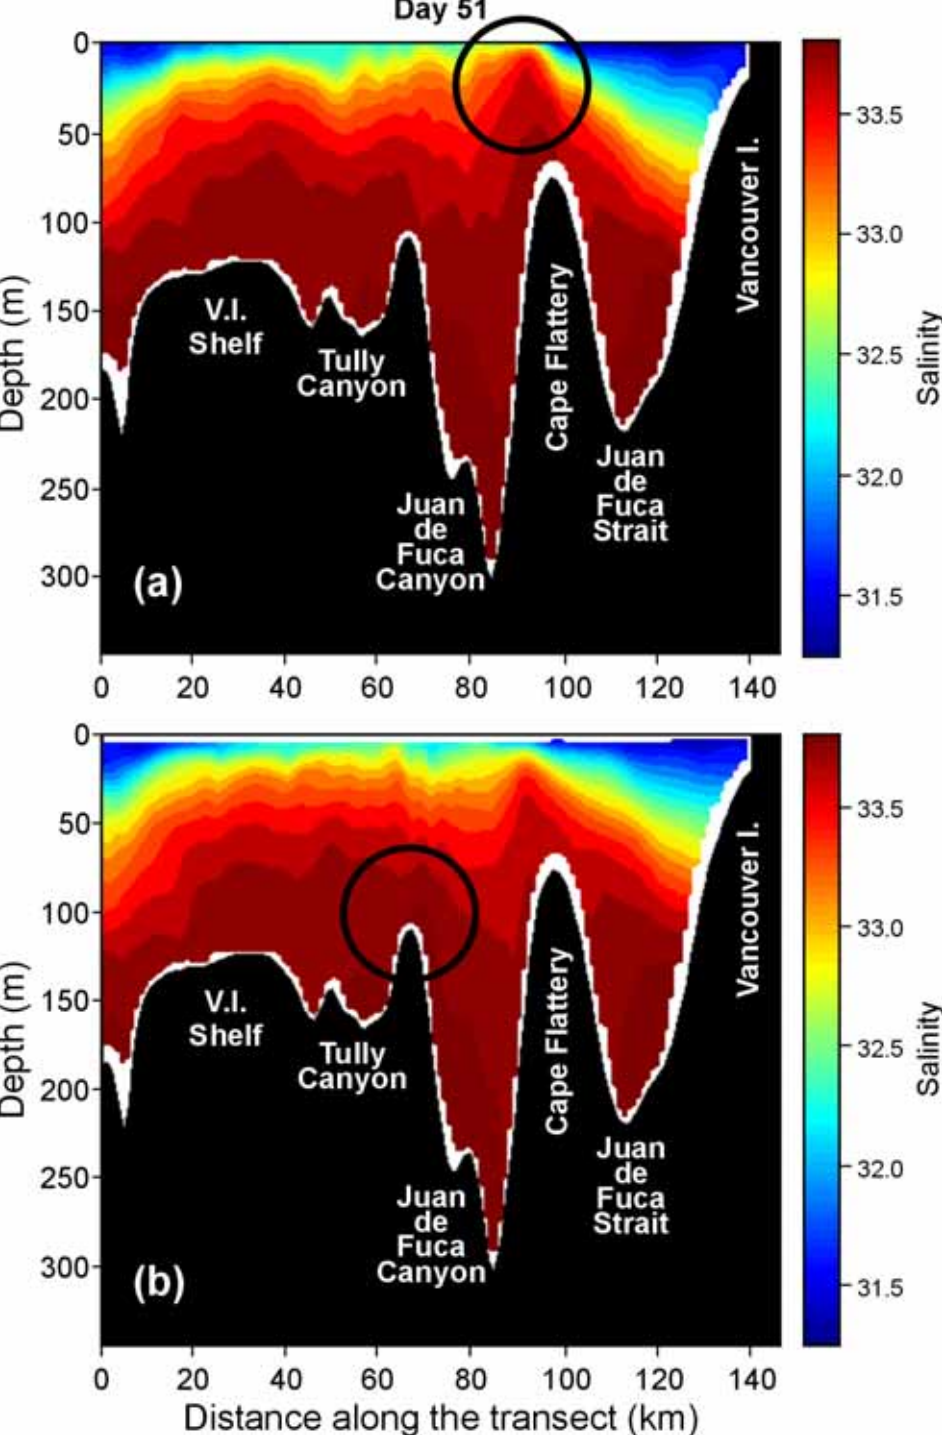 Day 51
0
50
100
150
200
250
300
Depth (m)
V.I.
Shelf
Tully
Canyon
Juan
de
Fuca
Canyon
Cape Flattery
Juan
de
Fuca
Strait
Vancouver I.
(a)
0 20 40 60 80 100 120 140
33.5
33.0
32.5
32.0
31.5
Salinity
0
50
100
150
200
250
300
Depth (m)
V.I.
Shelf
Tully
Canyon
Juan
de
Fuca
Canyon
Cape Flattery
Juan
de
Fuca
Strait
Vancouver I.
(b)
0 20 40 60 80 100 120 140
Distance along the transect (km)
33.5
33.0
32.5
32.0
31.5
Salinity